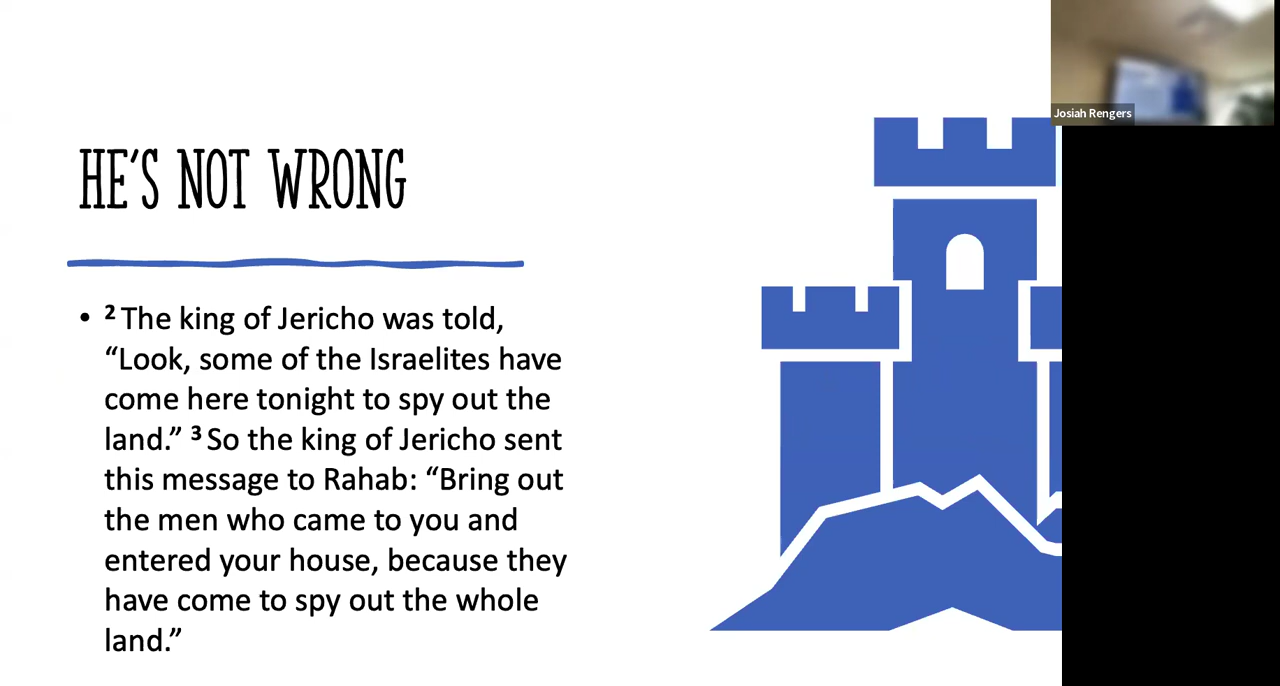 HE'S NOT WRONG
• ² The king of Jericho was told,
“Look, some of the Israelites have
come here tonight to spy out the
land.” ³ So the king of Jericho sent
this message to Rahab: “Bring out
the men who came to you and
entered your house, because they
have come to spy out the whole
land.”
Josiah Rengers